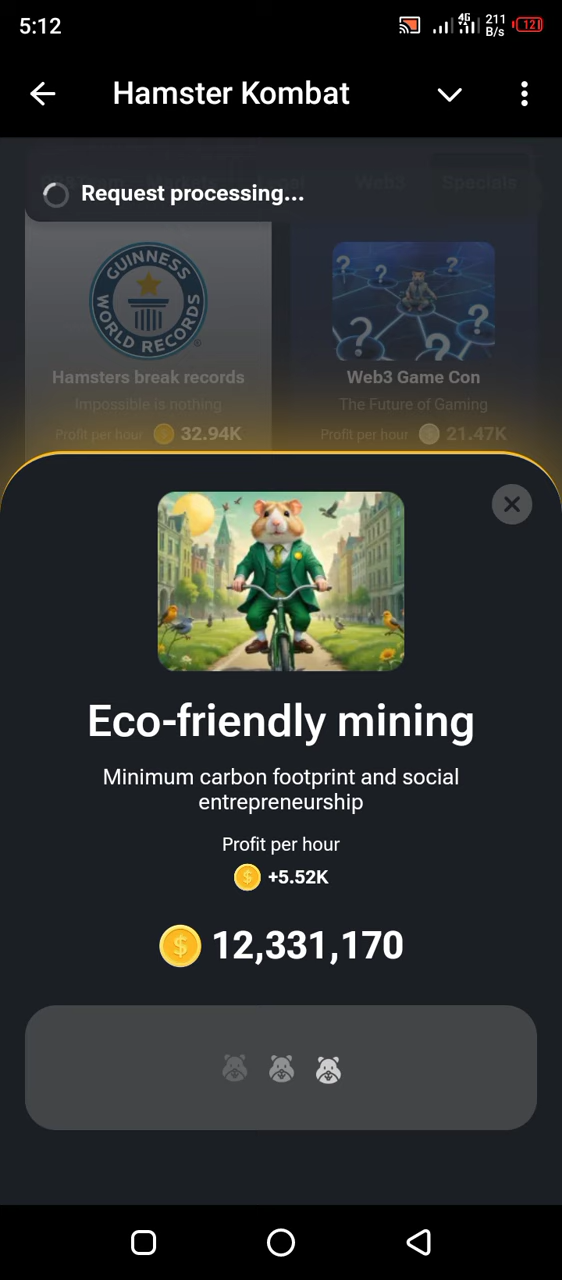 5:12
4G
211
B/s
12
Hamster Kombat
Web3
Specials
Request processing...
GUINNESS
WORLD RECORDS
Hamsters break records
Web3 Game Con
Impossible is nothing
The Future of Gaming
Profit per hour 32.94K
Profit per hour 21.47K
Eco-friendly mining
Minimum carbon footprint and social
entrepreneurship
Profit per hour
+5.52K
12,331,170